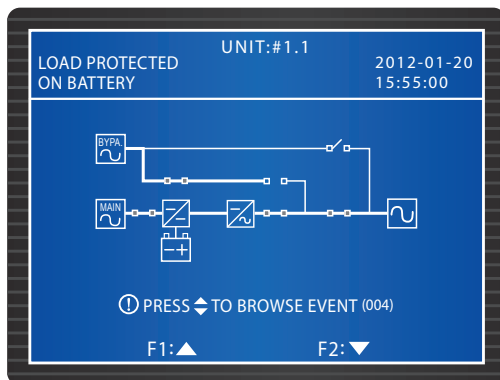 UNIT:#1.1
LOAD PROTECTED
ON BATTERY
2012-01-20
15:55:00
BYPA.
MAIN
PRESS TO BROWSE EVENT (004)
F1:
F2: